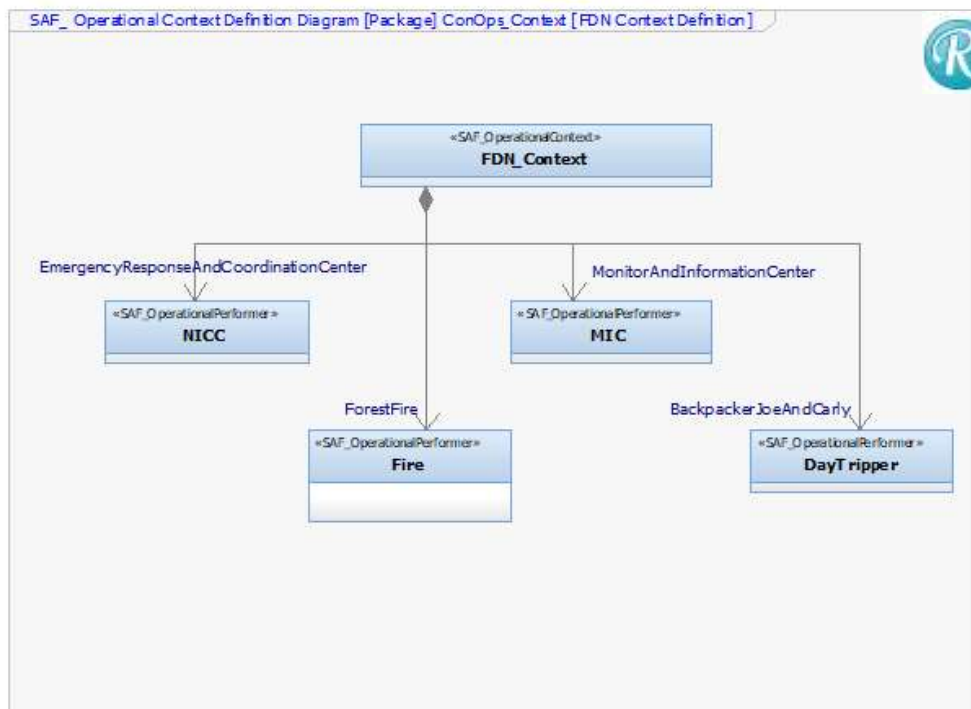 SAF_ Operational Context Definition Diagram [Package] ConOps_Context [FDN Context Definition]
R
«SAF_OperationalContext»
FDN_Context
EmergencyResponseAndCoordinationCenter
MonitorAndInformationCenter
«SAF_OperationalPerformer»
NICC
«SAF_OperationalPerformer»
MIC
ForestFire
BackpackerJoeAndCarly
«SAF_OperationalPerformer»
Fire
«SAF_OperationalPerformer»
DayTripper